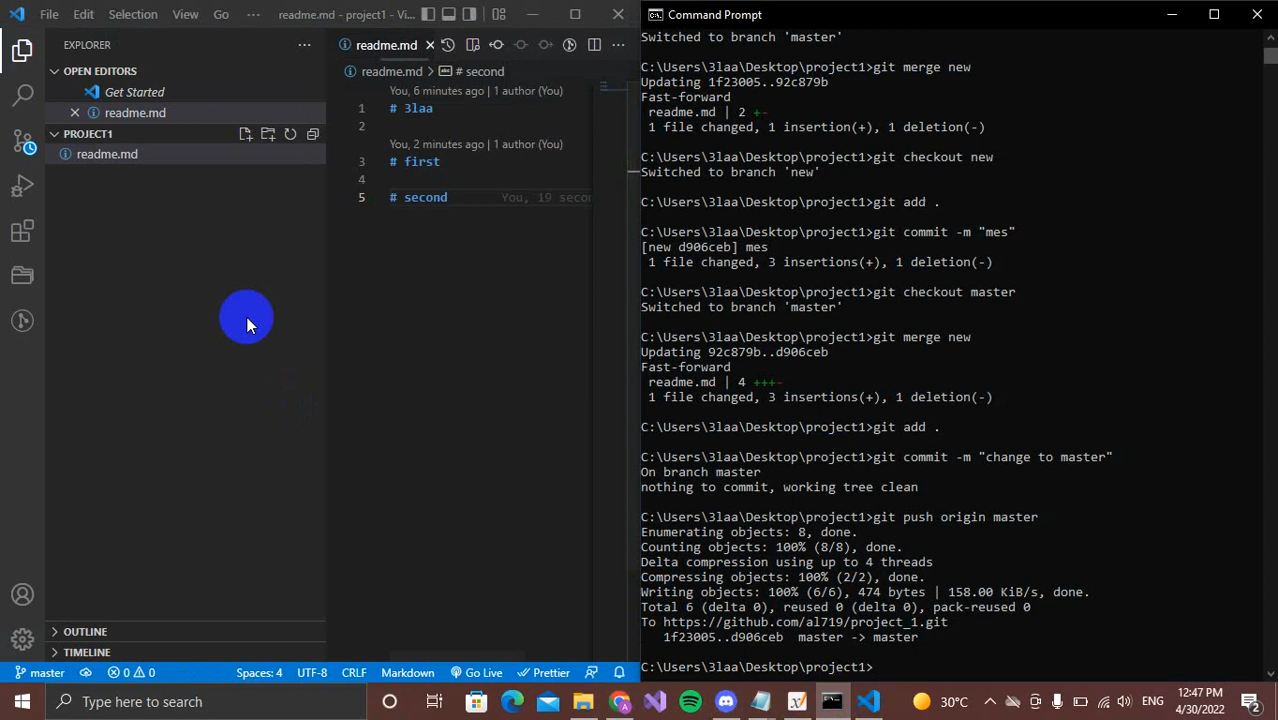 File Edit Selection View Go ··· readme.md - project1 - Vi...
EXPLORER
OPEN EDITORS
Get Started
readme.md
PROJECT1
readme.md
OUTLINE
TIMELINE
readme.md
readme.md > # second
You, 6 minutes ago | 1 author (You)
1 # 3laa
2
You, 2 minutes ago | 1 author (You)
3 # first
4
5 # second You, 19 secon
master 0 0 Spaces: 4 UTF-8 CRLF Markdown Go Live Prettier
Command Prompt
Switched to branch 'master'
C:\Users\3laa\Desktop\project1>git merge new
Updating 1f23005..92c879b
Fast-forward
readme.md | 2 +-
1 file changed, 1 insertion(+), 1 deletion(-)
C:\Users\3laa\Desktop\project1>git checkout new
Switched to branch 'new'
C:\Users\3laa\Desktop\project1>git add .
C:\Users\3laa\Desktop\project1>git commit -m "mes"
[new d906ceb] mes
1 file changed, 3 insertions(+), 1 deletion(-)
C:\Users\3laa\Desktop\project1>git checkout master
Switched to branch 'master'
C:\Users\3laa\Desktop\project1>git merge new
Updating 92c879b..d906ceb
Fast-forward
readme.md | 4 +++-
1 file changed, 3 insertions(+), 1 deletion(-)
C:\Users\3laa\Desktop\project1>git add .
C:\Users\3laa\Desktop\project1>git commit -m "change to master"
On branch master
nothing to commit, working tree clean
C:\Users\3laa\Desktop\project1>git push origin master
Enumerating objects: 8, done.
Counting objects: 100% (8/8), done.
Delta compression using up to 4 threads
Compressing objects: 100% (2/2), done.
Writing objects: 100% (6/6), 474 bytes | 158.00 KiB/s, done.
Total 6 (delta 0), reused 0 (delta 0), pack-reused 0
To https://github.com/al719/project_1.git
1f23005..d906ceb master -> master
C:\Users\3laa\Desktop\project1>
Type here to search
30°C
ENG
12:47 PM
4/30/2022
2